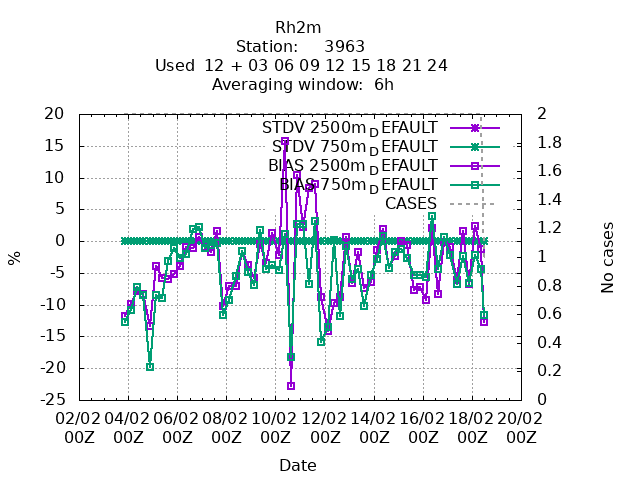 Rh2m
Station: 3963
Used 12 + 03 06 09 12 15 18 21 24
Averaging window: 6h
STDV 2500m_DEFAULT
STDV 750m_DEFAULT
BIAS 2500m_DEFAULT
BIAS 750m_DEFAULT
CASES
20
15
10
5
0
-5
-10
-15
-20
-25
%
2
1.8
1.6
1.4
1.2
1
0.8
0.6
0.4
0.2
0
No cases
02/02 04/02 06/02 08/02 10/02 12/02 14/02 16/02 18/02 20/02
00Z 00Z 00Z 00Z 00Z 00Z 00Z 00Z 00Z 00Z
Date